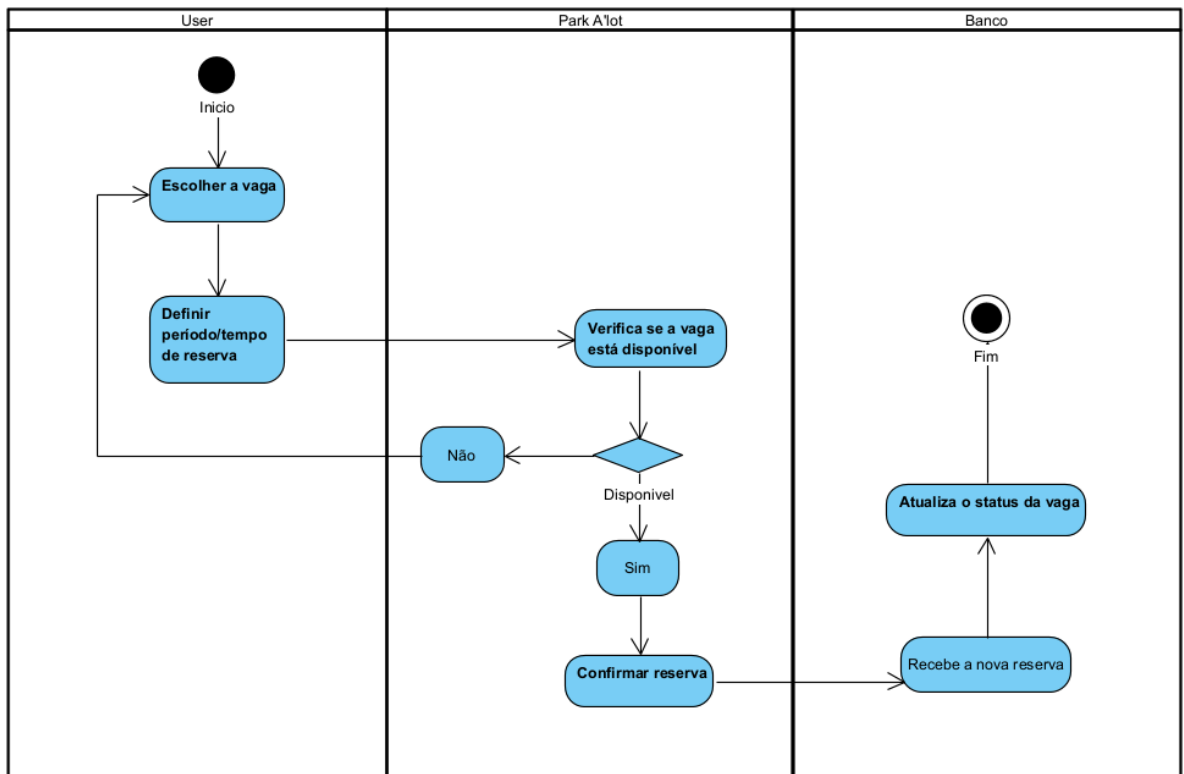 User
Park A'lot
Banco
Inicio
Escolher a vaga
Definir
período/tempo
de reserva
Verifica se a vaga
está disponível
Não
Disponivel
Sim
Confirmar reserva
Recebe a nova reserva
Atualiza o status da vaga
Fim